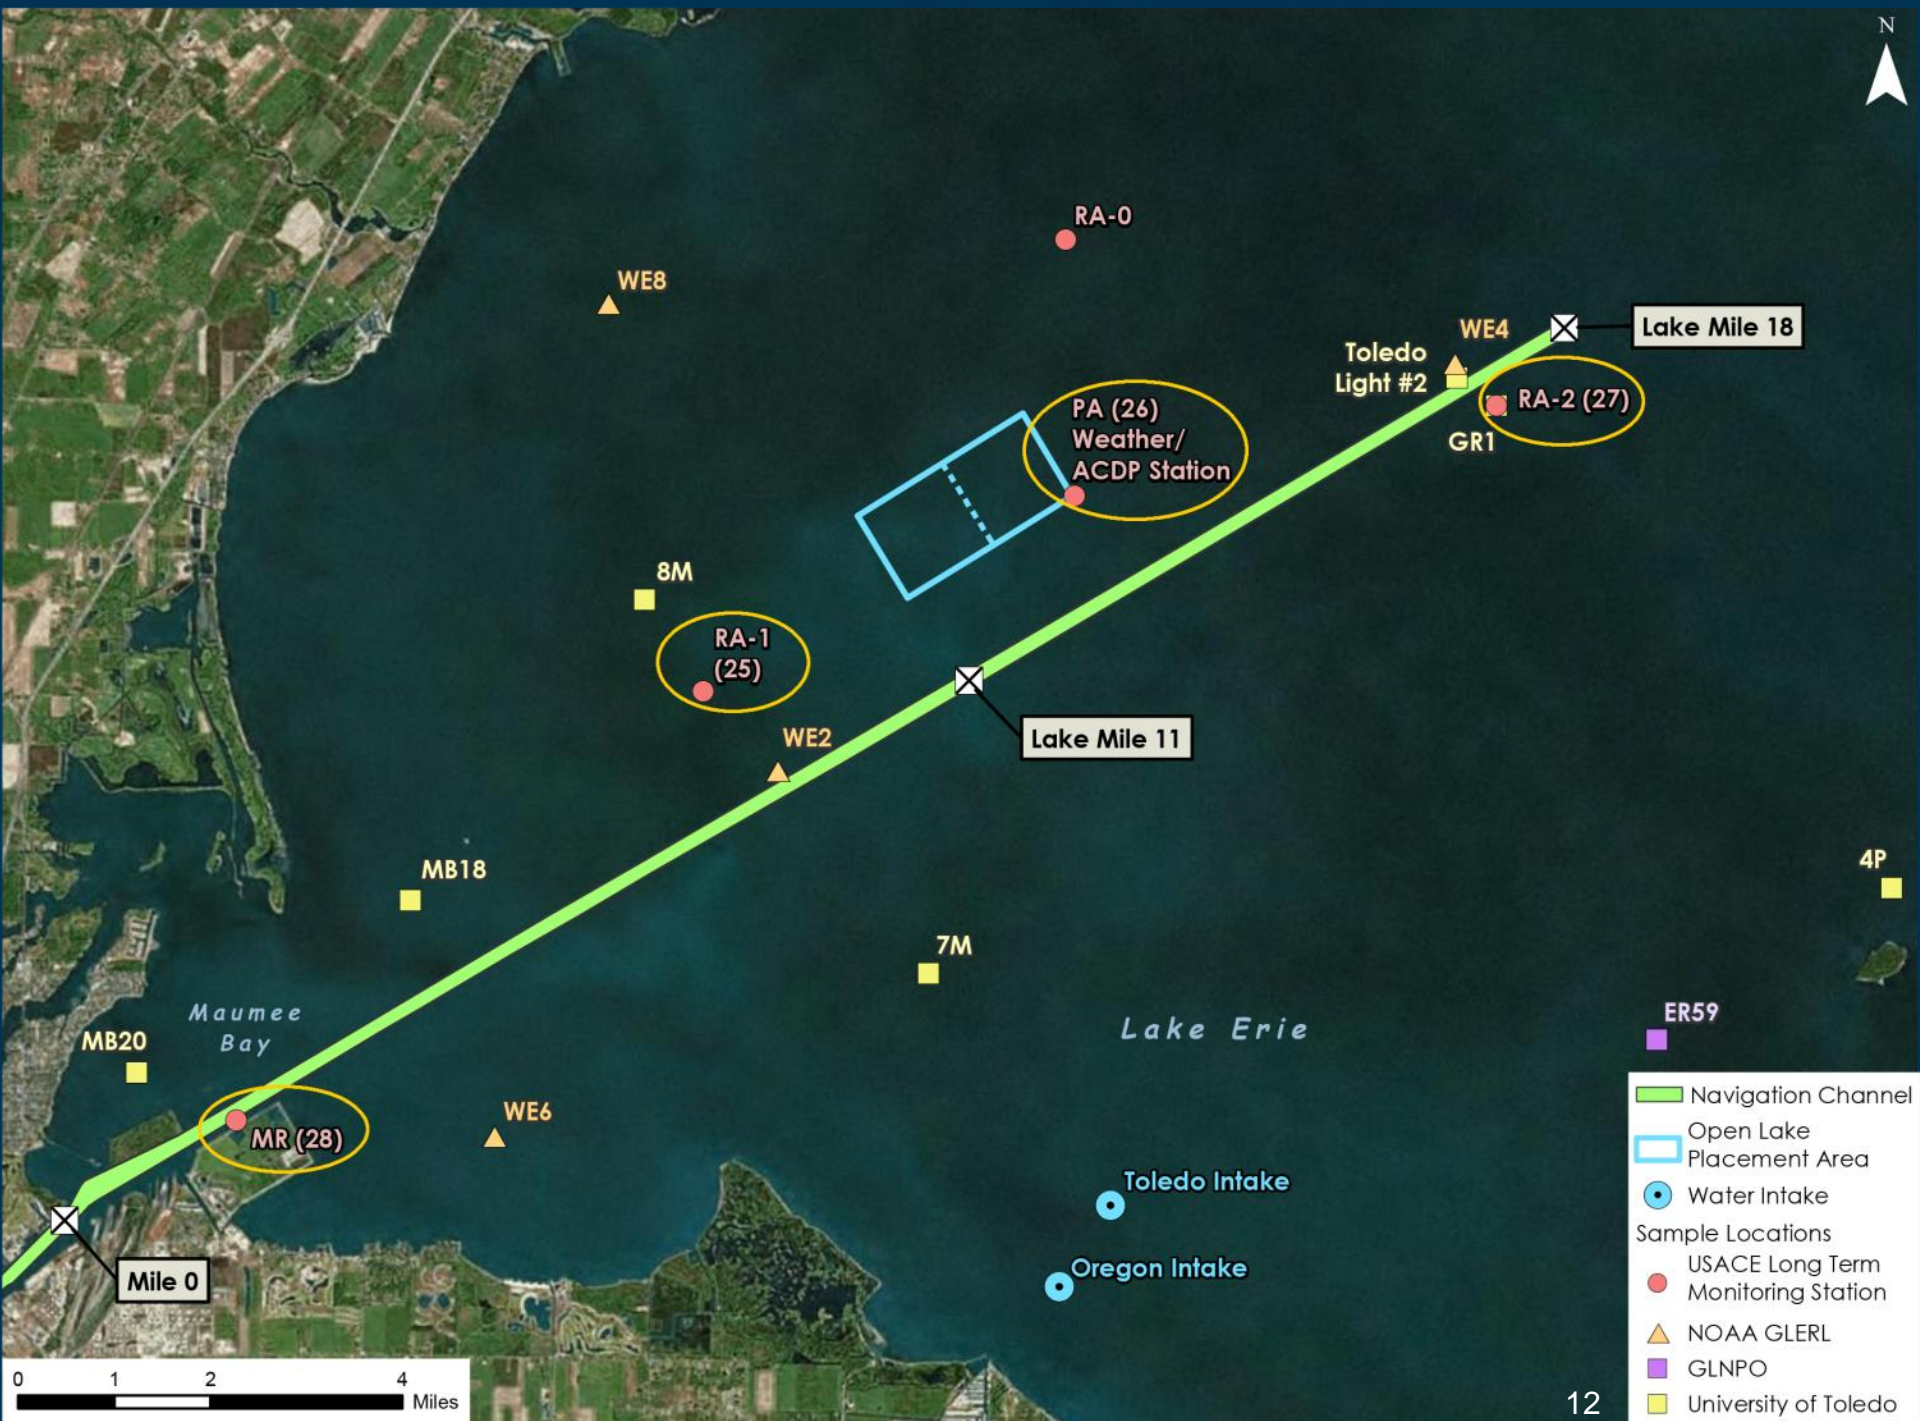 N
RA-0
WE8
WE4
Lake Mile 18
Toledo
Light #2
RA-2 (27)
GR1
PA (26)
Weather/
ACDP Station
8M
RA-1
(25)
WE2
Lake Mile 11
MB18
4P
7M
Maumee
Bay
Lake Erie
ER59
MB20
MR (28)
WE6
Toledo Intake
Oregon Intake
Mile 0
Navigation Channel
Open Lake
Placement Area
Water Intake
Sample Locations
USACE Long Term
Monitoring Station
NOAA GLERL
GLNPO
University of Toledo
0 1 2 4
Miles
12